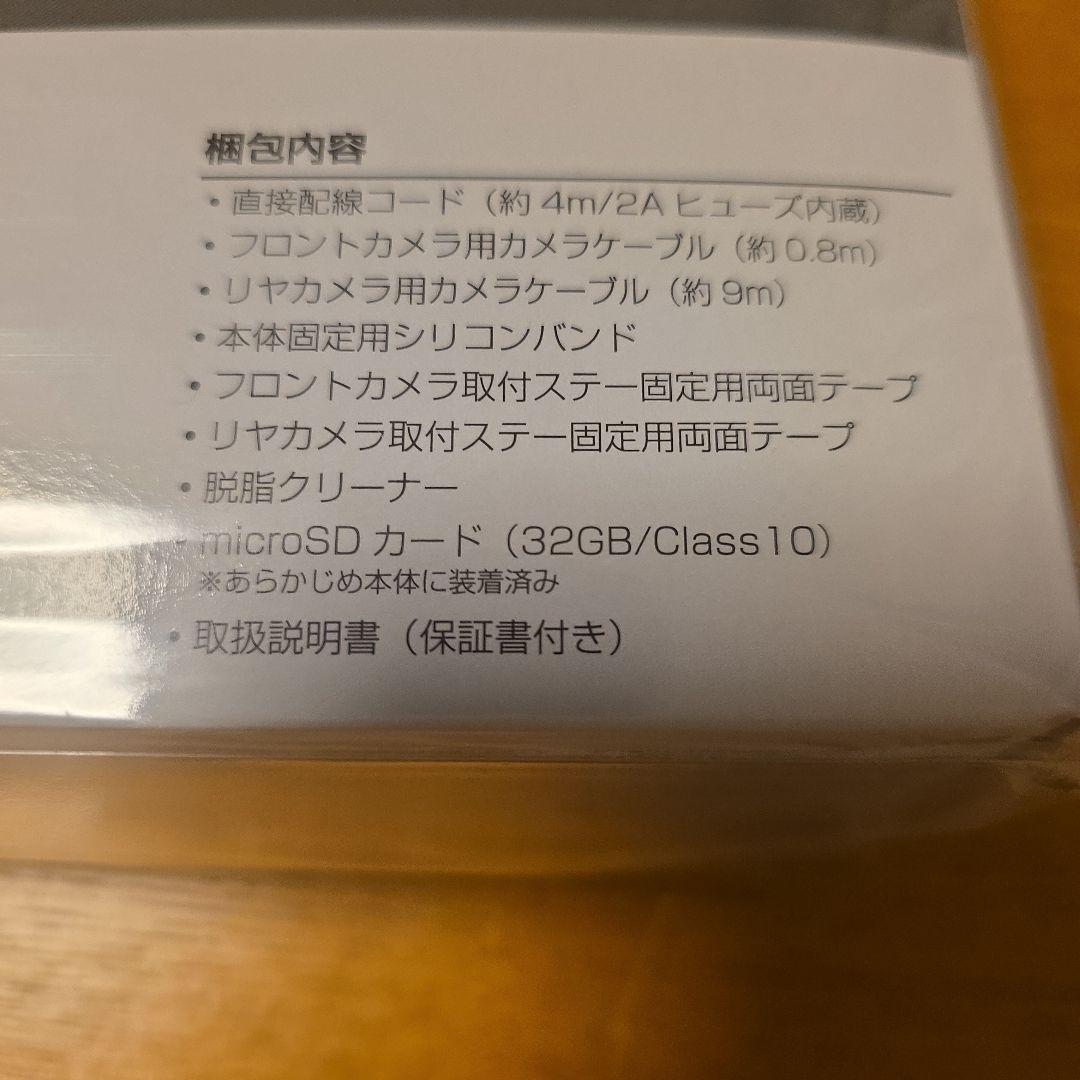 梱包内容
・直接配線コード（約4m/2A ヒューズ内蔵）
・フロントカメラ用カメラケーブル（約0.8m）
・リヤカメラ用カメラケーブル（約9m）
・本体固定用シリコンバンド
・フロントカメラ取付ステー固定用両面テープ
・リヤカメラ取付ステー固定用両面テープ
・脱脂クリーナー
・microSD カード（32GB/Class10）
※あらかじめ本体に装着済み
・取扱説明書（保証書付き）